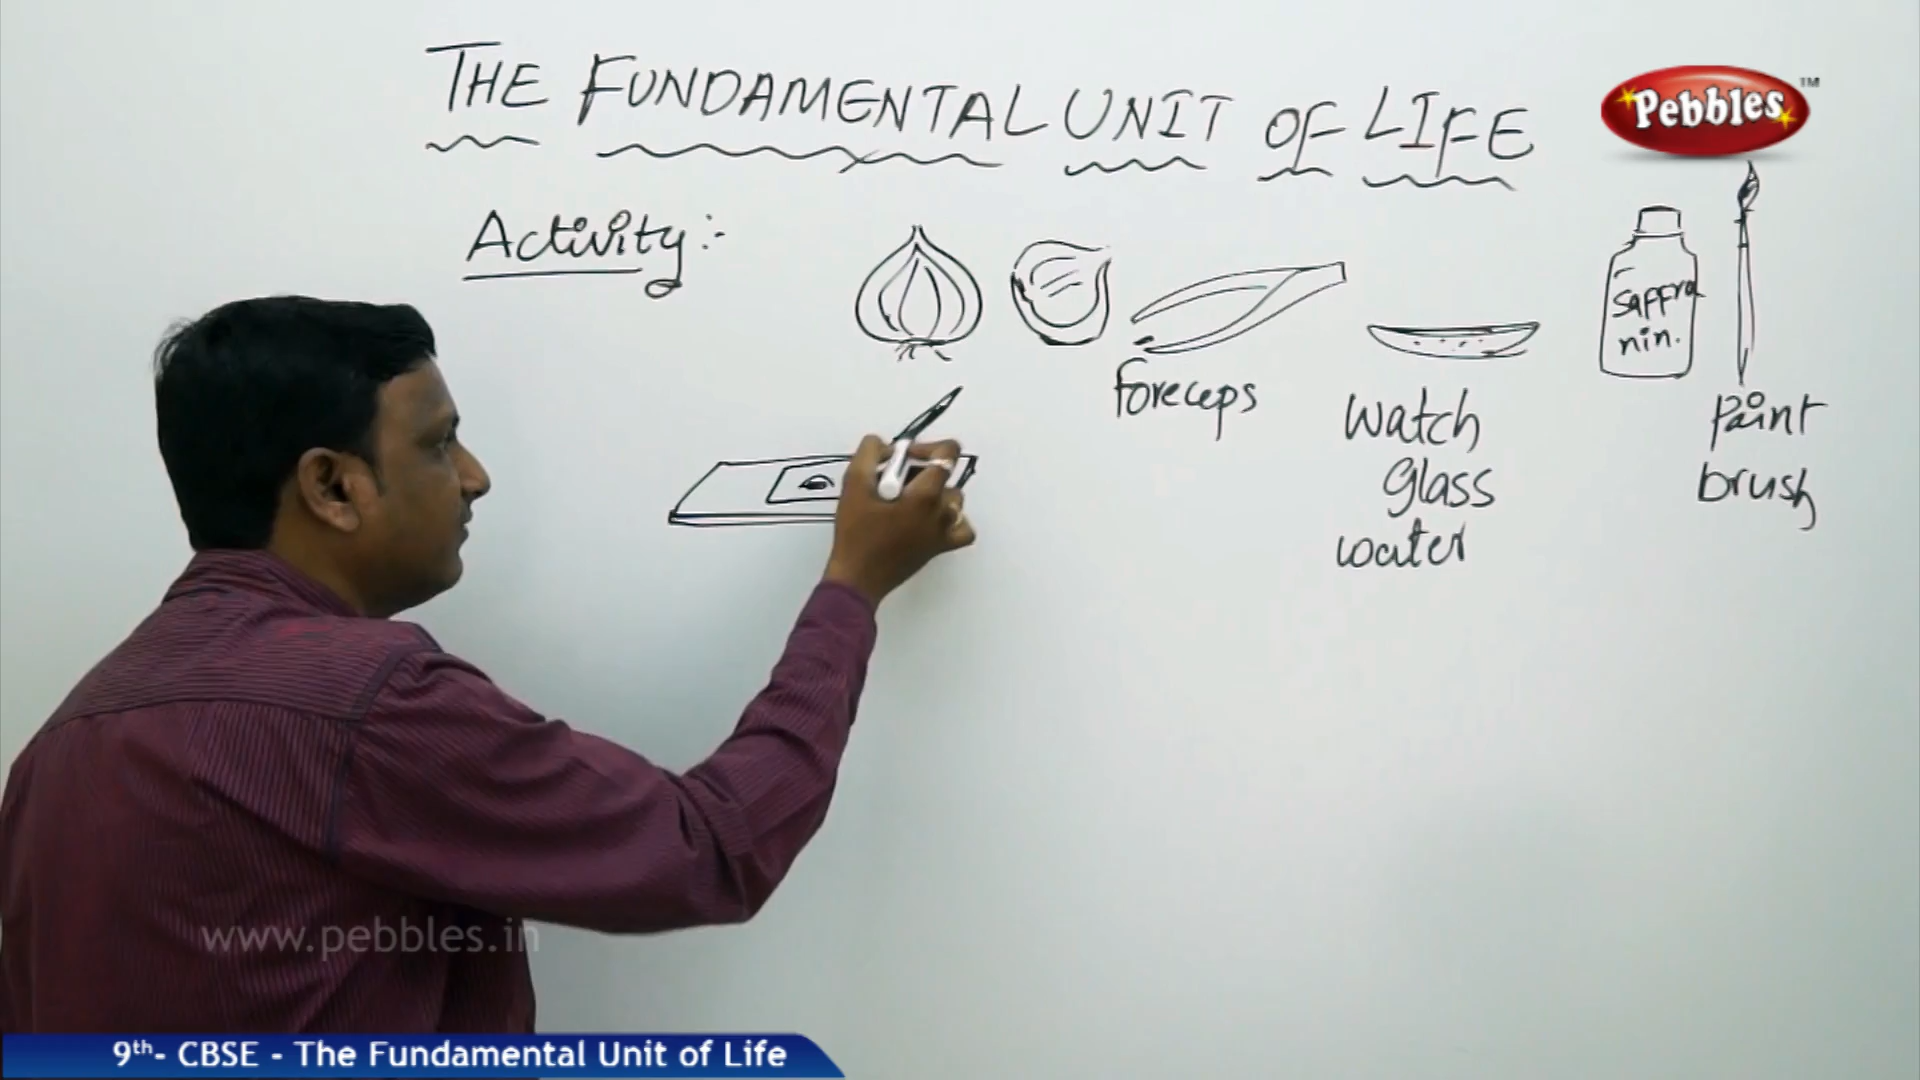 THE FUNDAMENTAL UNIT OF LIFE
Pebbles™
Activity :-
Saffra
nin.
foreceps
Watch
Glass
water
Paint
brush
www.pebbles.in
9th- CBSE - The Fundamental Unit of Life